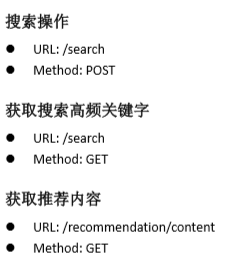 搜索操作
● URL: /search
● Method: POST
获取搜索高频关键字
● URL: /search
● Method: GET
获取推荐内容
● URL: /recommendation/content
● Method: GET